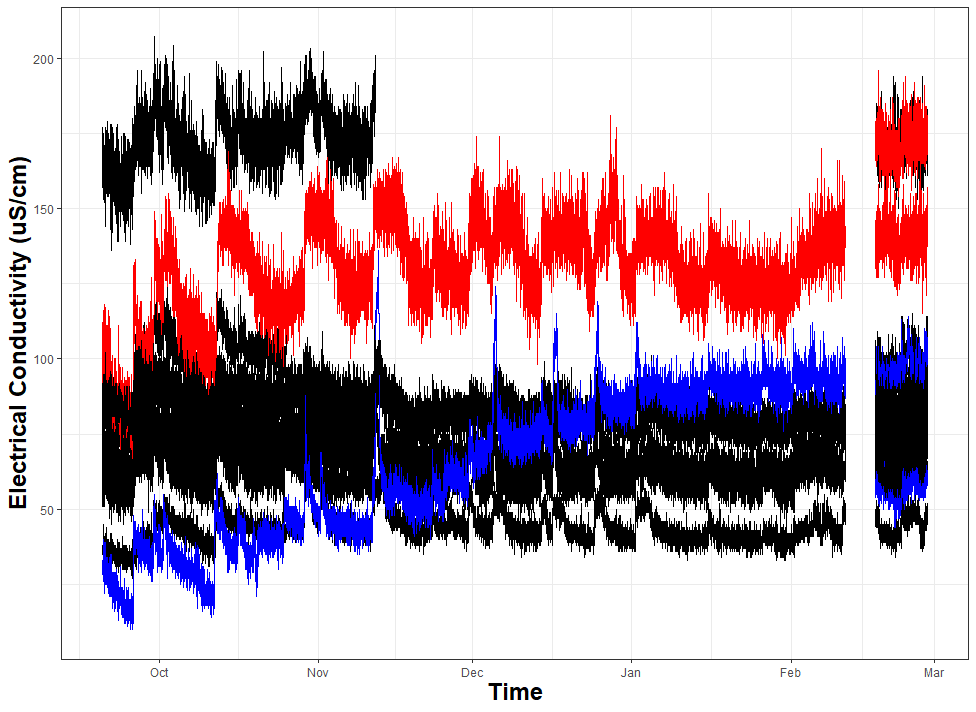 Electrical Conductivity (uS/cm)
200
150
100
50
Oct
Nov
Dec
Jan
Feb
Mar
Time